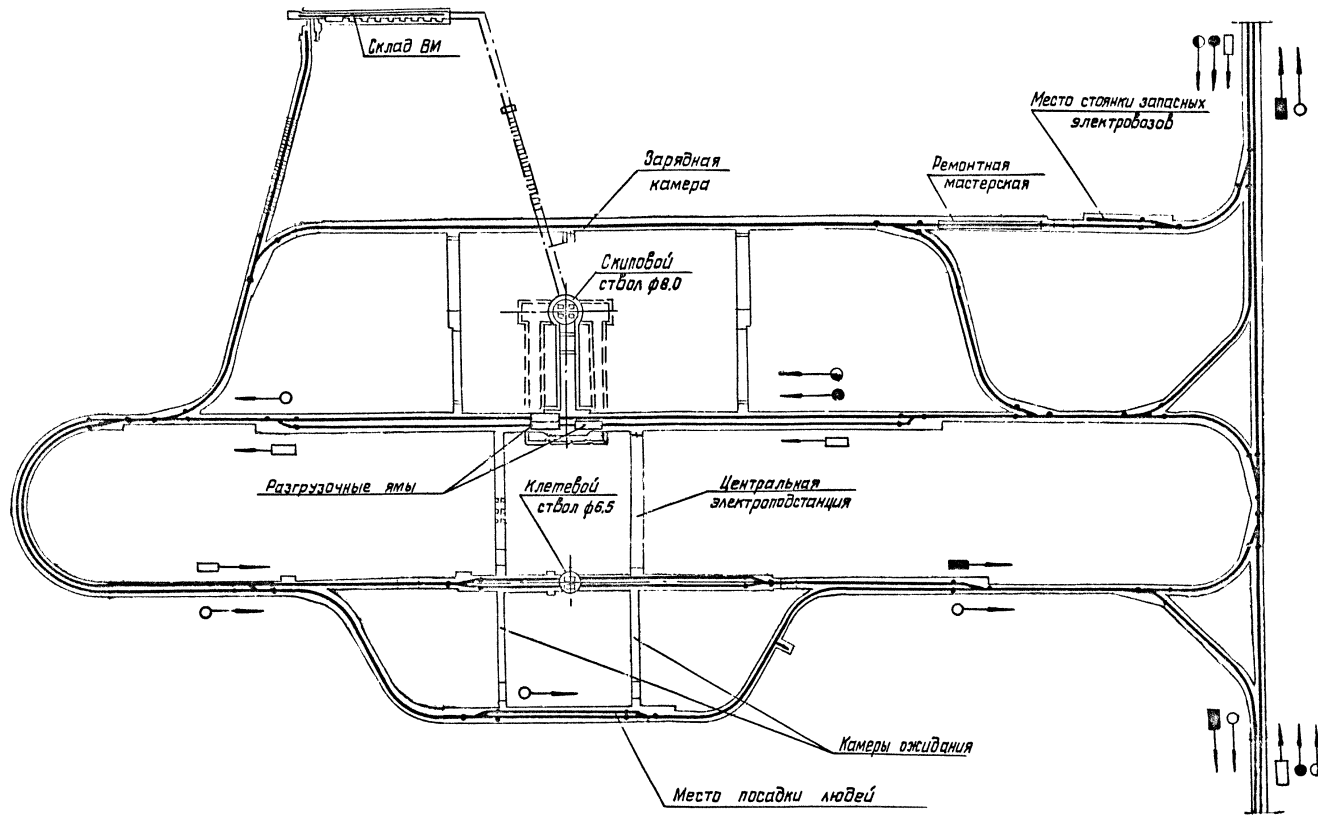 Склад ВИ
Место стоянки запасных
электровозов
Зарядная
камера
Ремонтная
мастерская
Скиповой
ствол ф8.0
Разгрузочные ямы
Клетевой
ствол ф6.5
Центральная
электроподстанция
Камеры ожидания
Место посадки людей